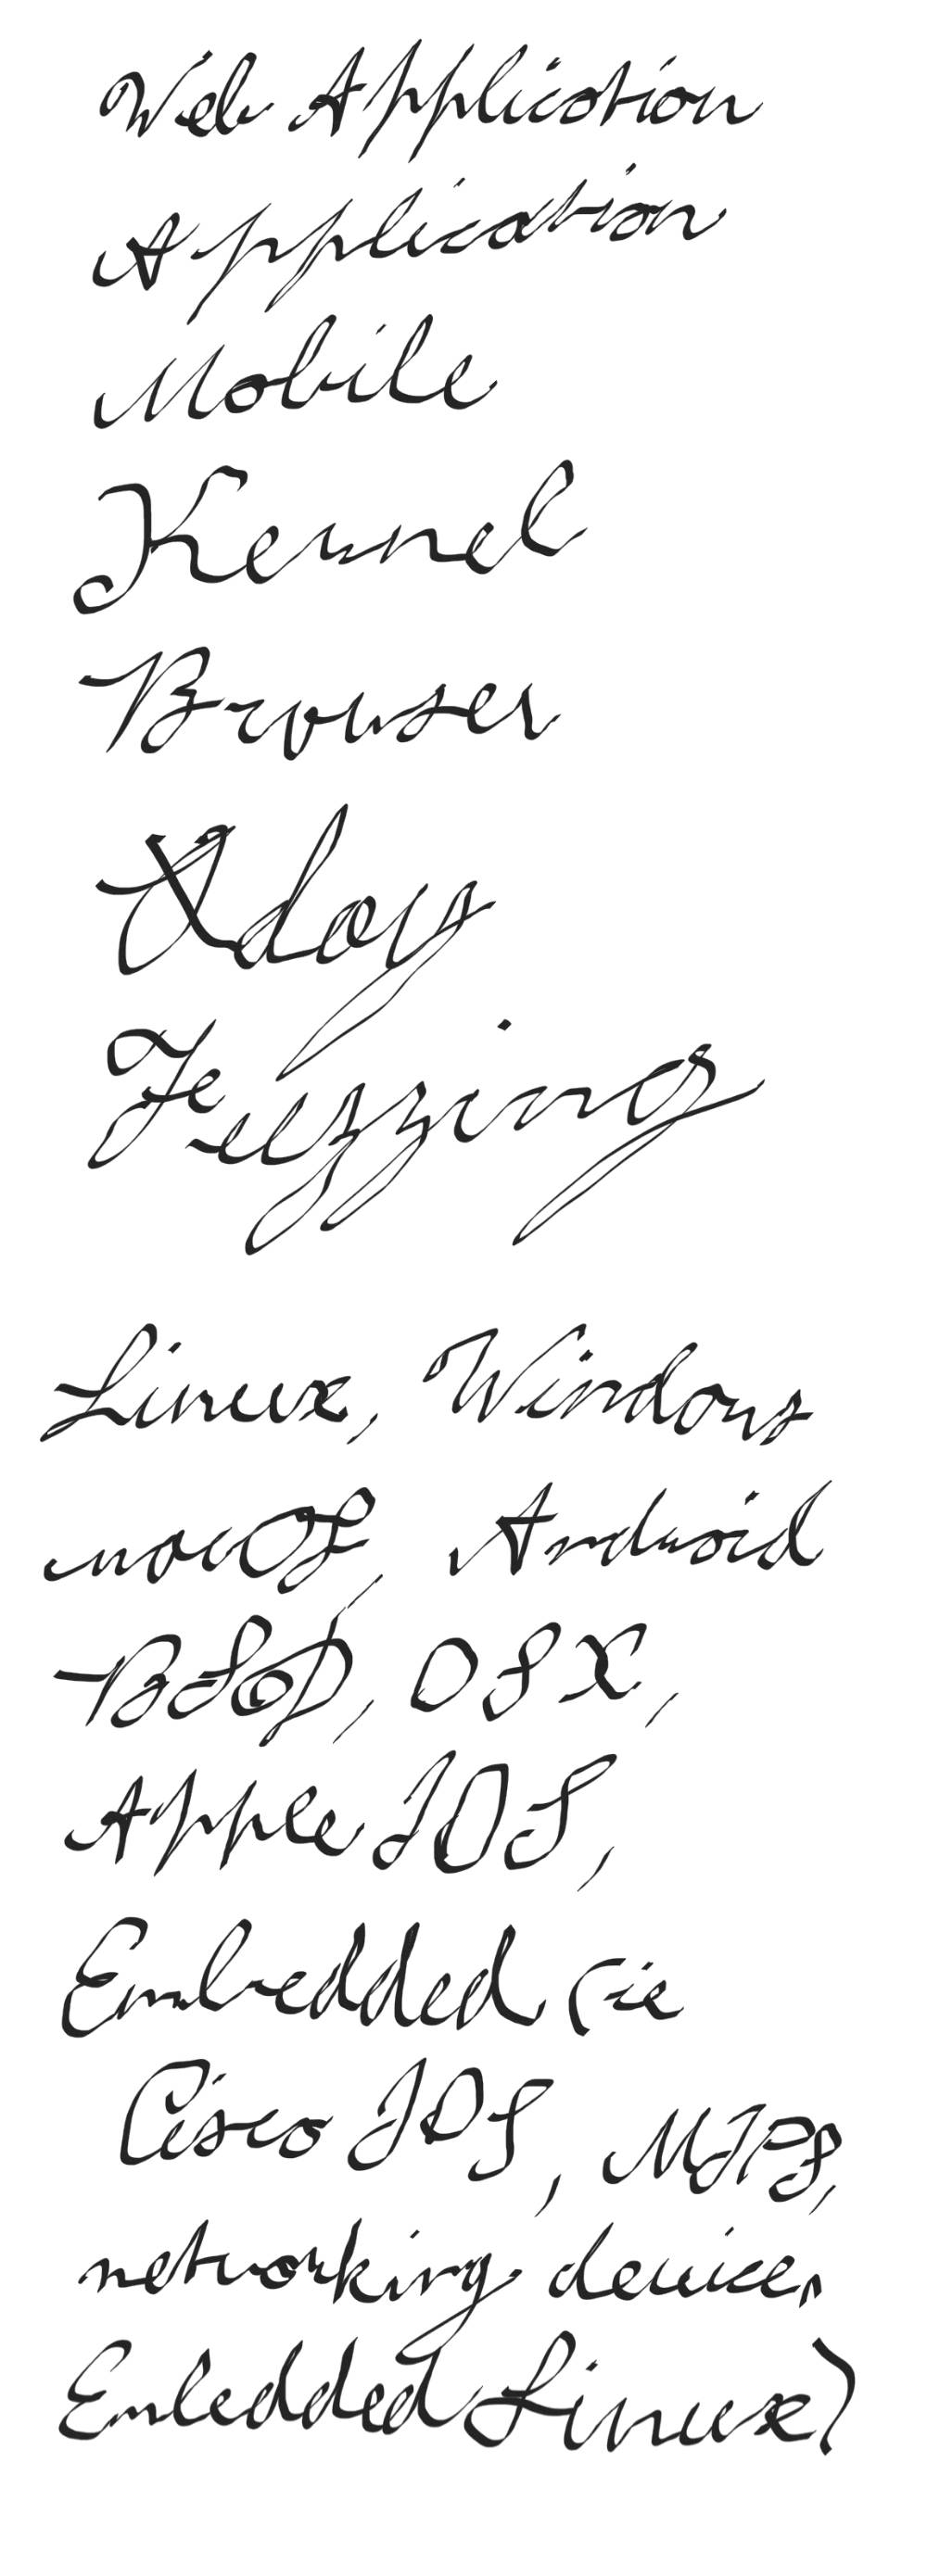 Web Application
Application
Mobile
Kernel
Browser
0day
Fuzzing
Linux, Windows
macOS, Android
BSD, OSX,
Apple IOS,
Embedded (ie
Cisco IOS, MIPS,
networking devices
Embedded Linux)